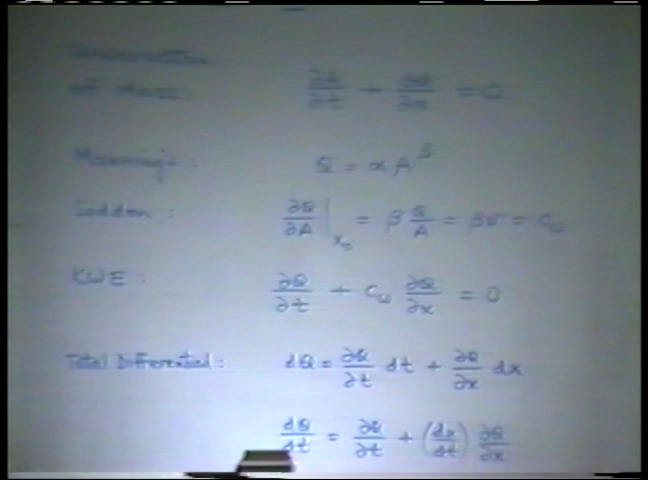 Conservation
of Mass: ∂A/∂t + ∂Q/∂x = 0
Manning's: Q = αA^β
Seddon: ∂Q/∂A |x₀ = β Q/A = βv = Cω
KWE: ∂Q/∂t + Cω ∂Q/∂x = 0
Total Differential: dQ = ∂Q/∂t dt + ∂Q/∂x dx
dQ/dt = ∂Q/∂t + (dx/dt) ∂Q/∂x